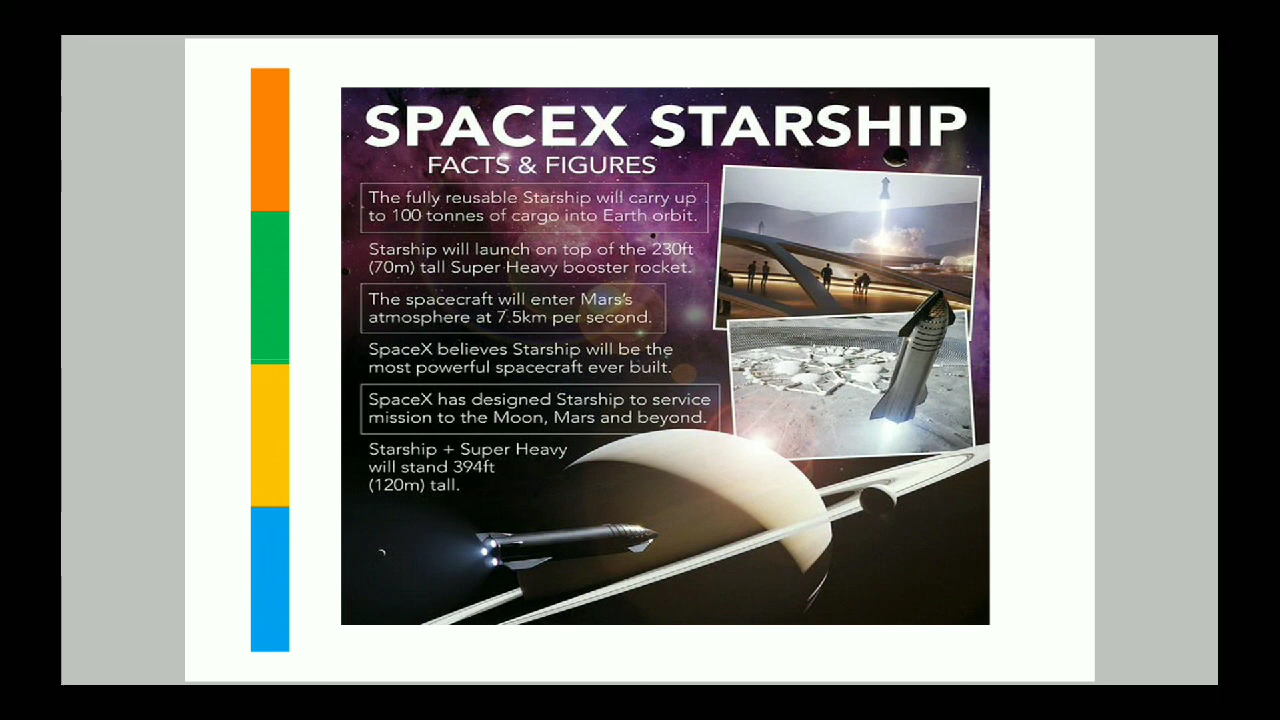 SPACEX STARSHIP
FACTS & FIGURES
The fully reusable Starship will carry up
to 100 tonnes of cargo into Earth orbit.
Starship will launch on top of the 230ft
(70m) tall Super Heavy booster rocket.
The spacecraft will enter Mars's
atmosphere at 7.5km per second.
SpaceX believes Starship will be the
most powerful spacecraft ever built.
SpaceX has designed Starship to service
mission to the Moon, Mars and beyond.
Starship + Super Heavy
will stand 394ft
(120m) tall.